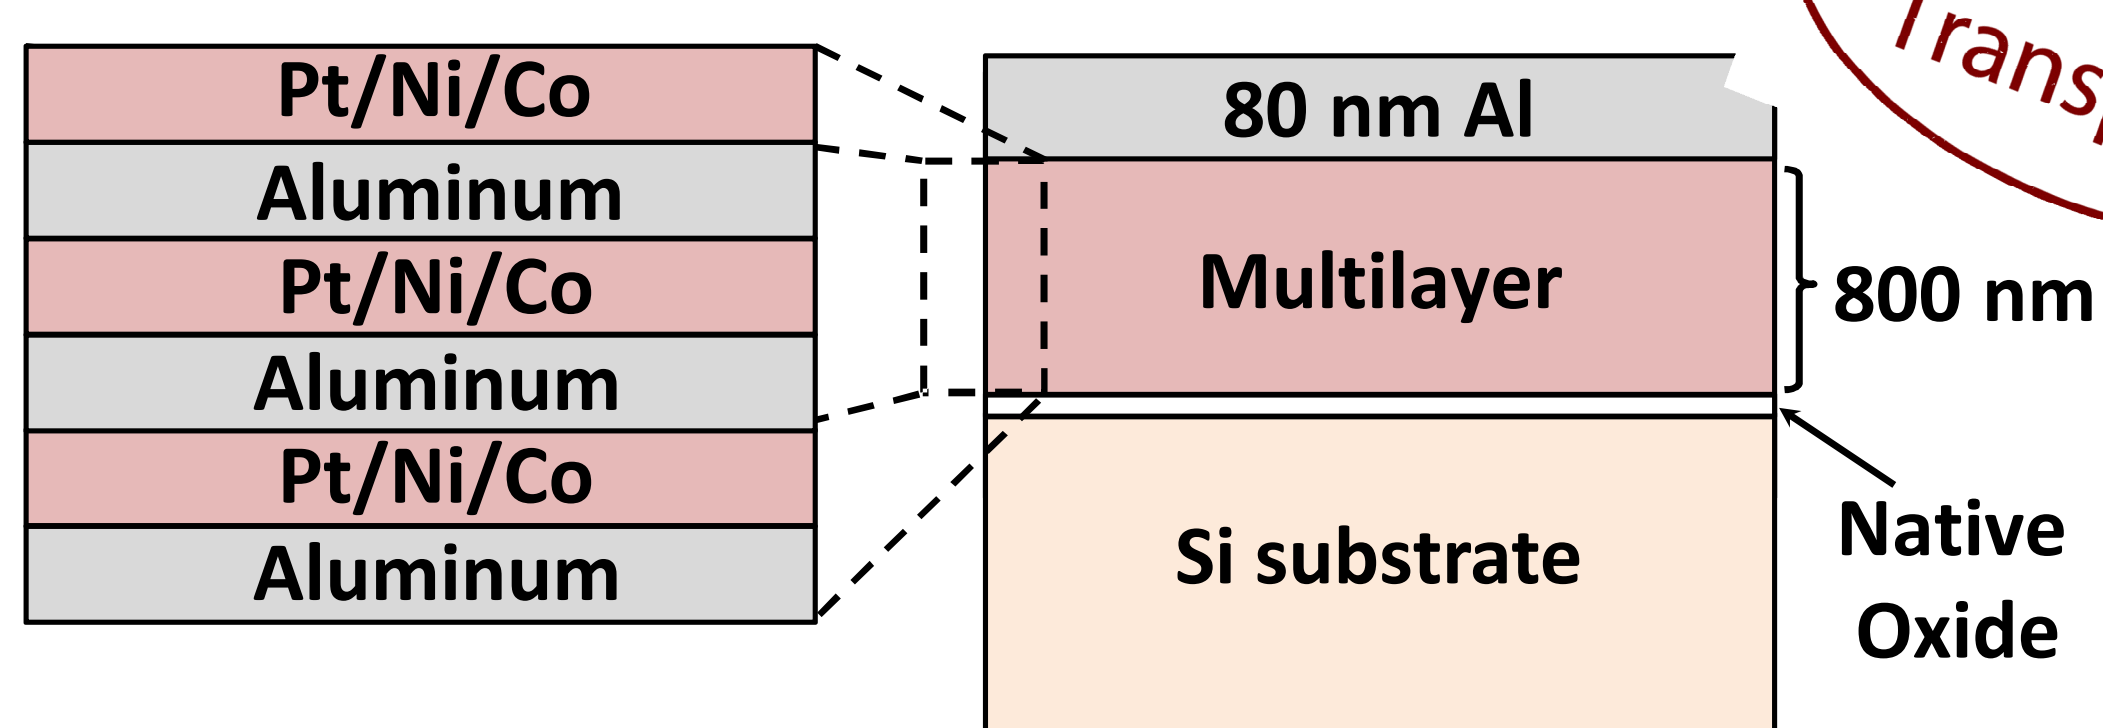 Pt/Ni/Co
Aluminum
Pt/Ni/Co
Aluminum
Pt/Ni/Co
Aluminum
80 nm Al
Multilayer
800 nm
Si substrate
Native
Oxide